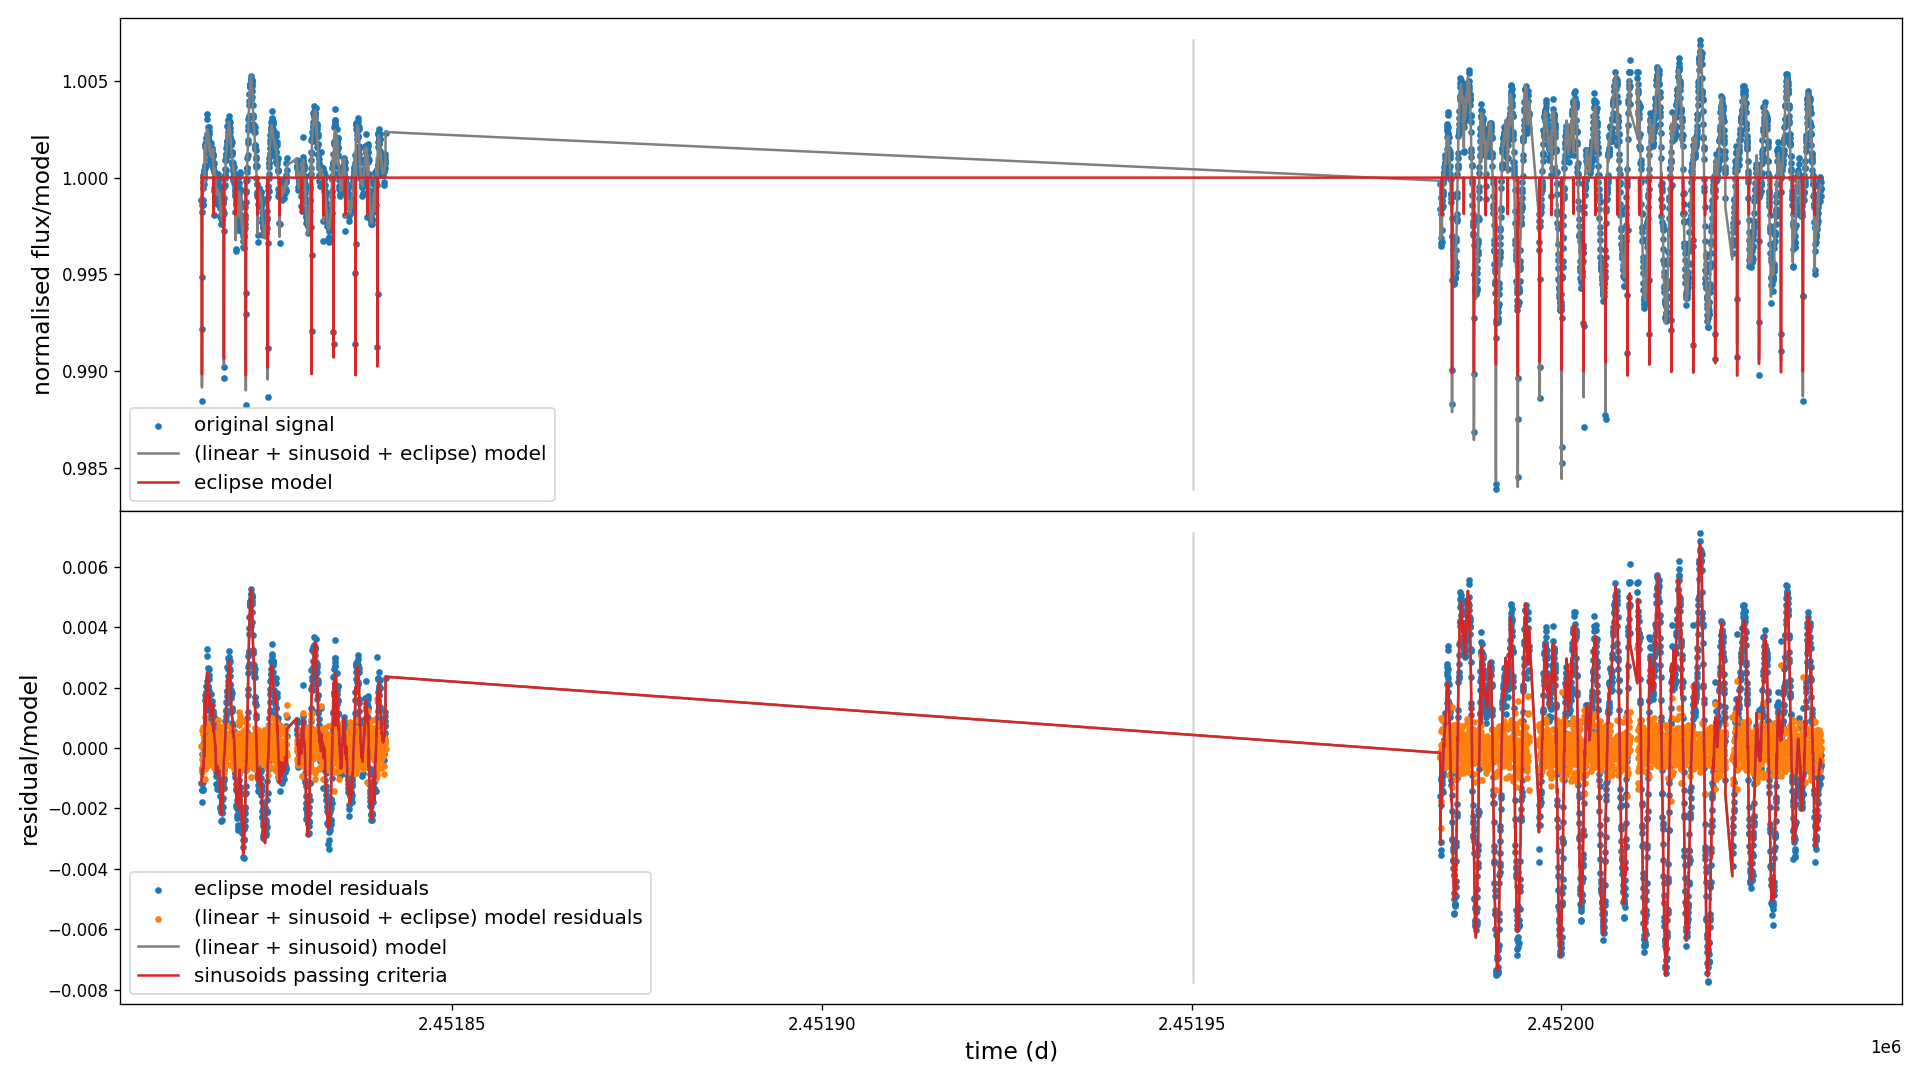 normalised flux/model
1.005
1.000
0.995
0.990
0.985
original signal
(linear + sinusoid + eclipse) model
eclipse model
residual/model
0.006
0.004
0.002
0.000
−0.002
−0.004
−0.006
−0.008
eclipse model residuals
(linear + sinusoid + eclipse) model residuals
(linear + sinusoid) model
sinusoids passing criteria
2.45185
2.45190
2.45195
2.45200
time (d)
1e6